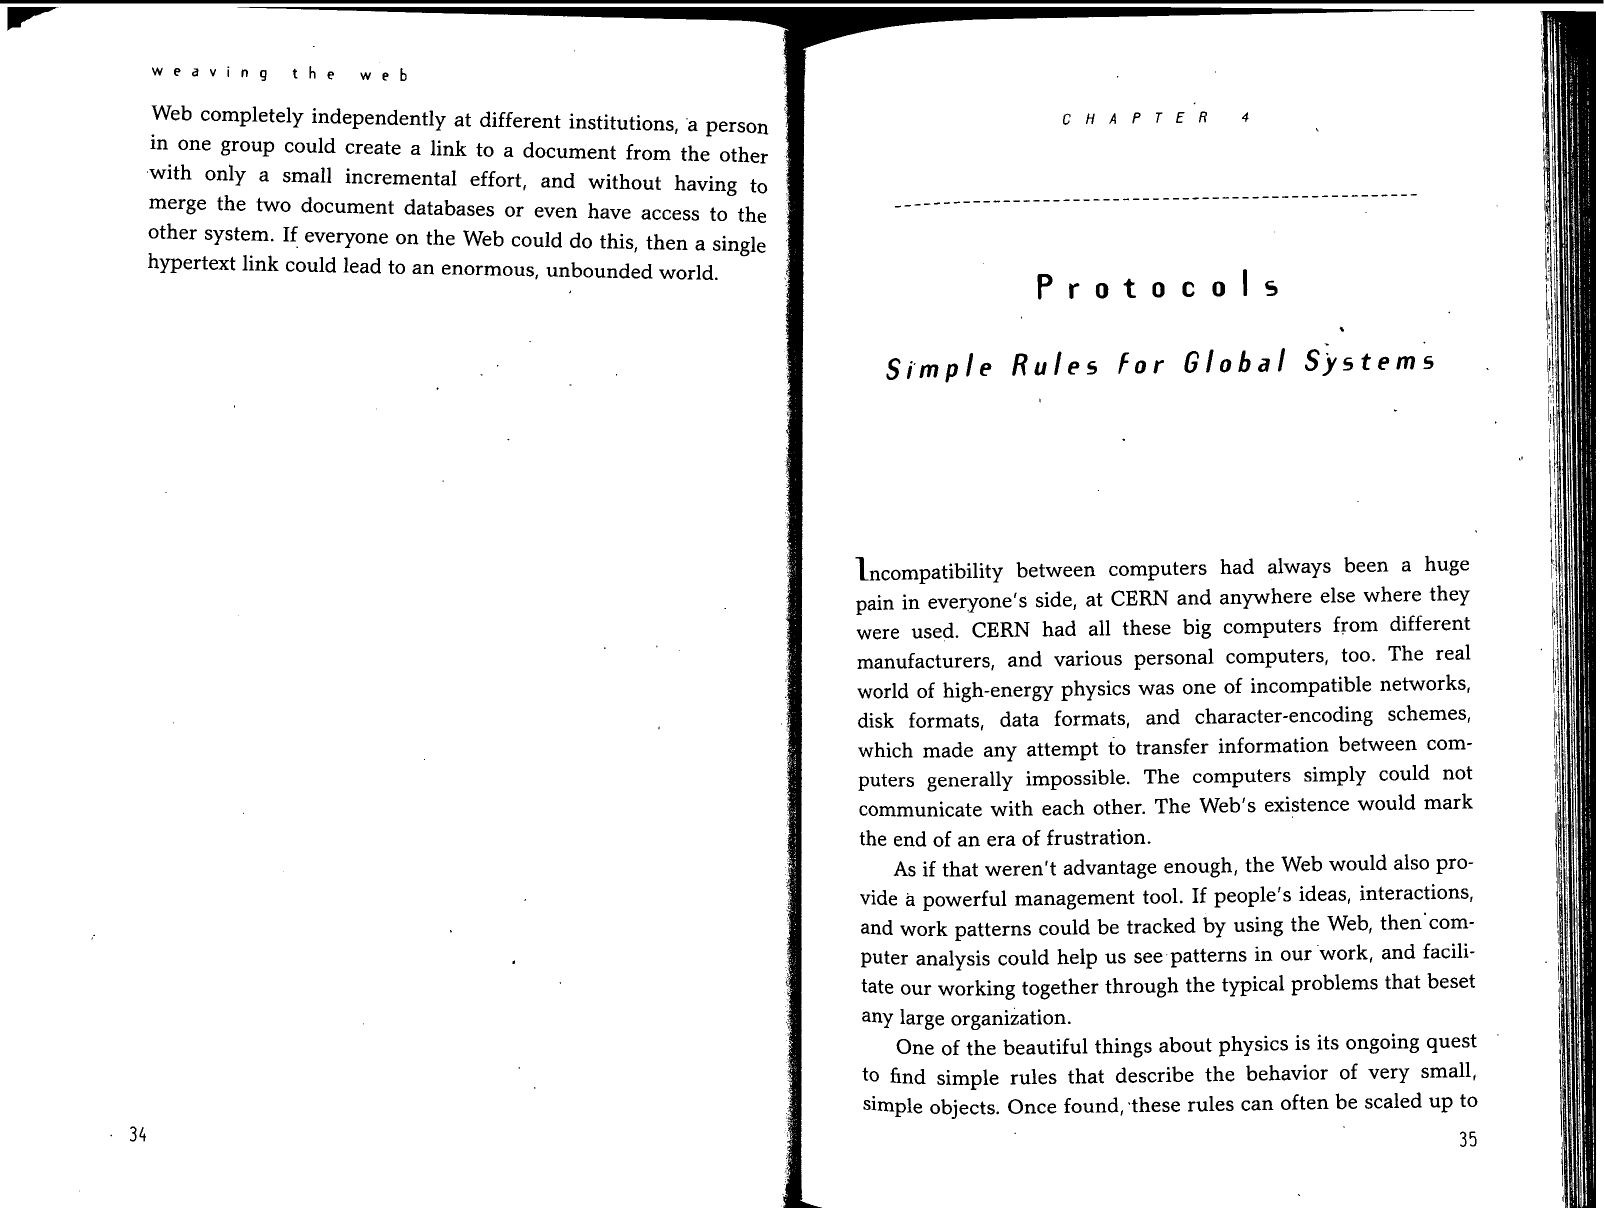 weaving the web
Web completely independently at different institutions, a person
in one group could create a link to a document from the other
with only a small incremental effort, and without having to
merge the two document databases or even have access to the
other system. If everyone on the Web could do this, then a single
hypertext link could lead to an enormous, unbounded world.
34
CHAPTER 4
Protocols
Simple Rules for Global Systems
Incompatibility between computers had always been a huge
pain in everyone's side, at CERN and anywhere else where they
were used. CERN had all these big computers from different
manufacturers, and various personal computers, too. The real
world of high-energy physics was one of incompatible networks,
disk formats, data formats, and character-encoding schemes,
which made any attempt to transfer information between com-
puters generally impossible. The computers simply could not
communicate with each other. The Web's existence would mark
the end of an era of frustration.
As if that weren't advantage enough, the Web would also pro-
vide a powerful management tool. If people's ideas, interactions,
and work patterns could be tracked by using the Web, then com-
puter analysis could help us see patterns in our work, and facili-
tate our working together through the typical problems that beset
any large organization.
One of the beautiful things about physics is its ongoing quest
to find simple rules that describe the behavior of very small,
simple objects. Once found, these rules can often be scaled up to
35